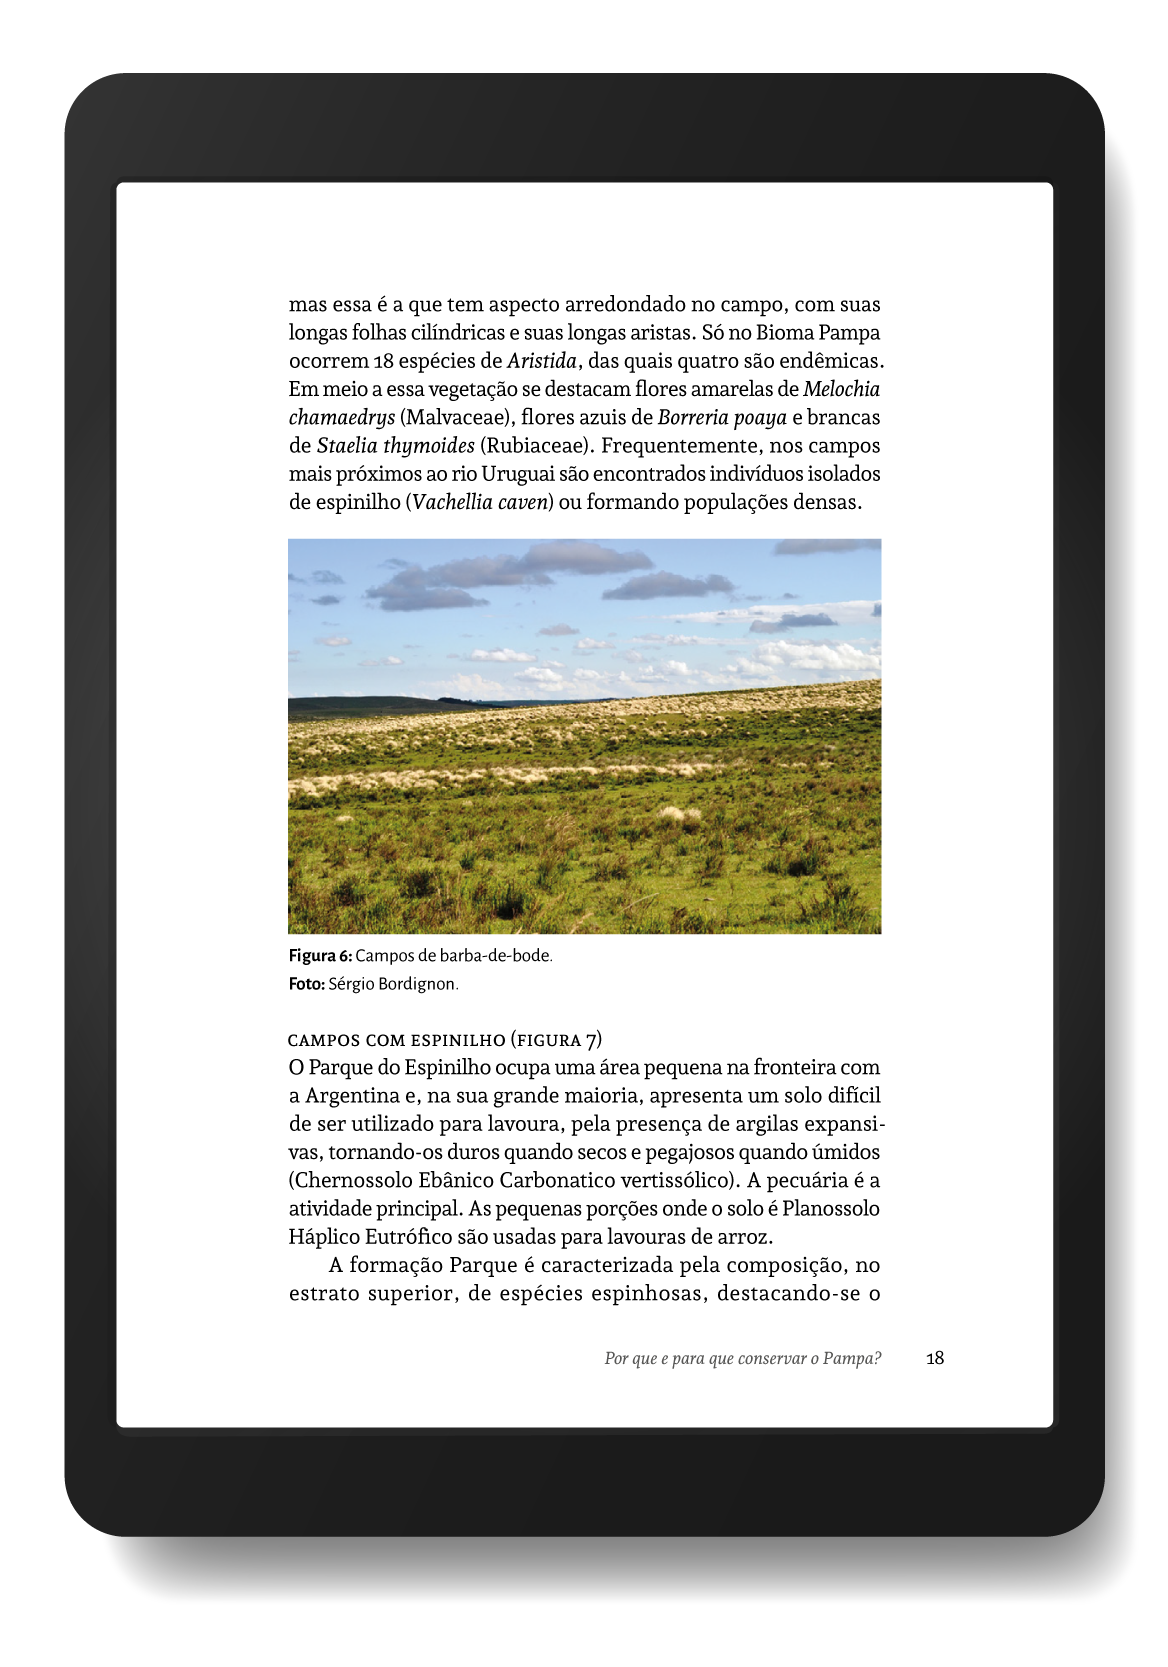 mas essa é a que tem aspecto arredondado no campo, com suas
longas folhas cilíndricas e suas longas aristas. Só no Bioma Pampa
ocorrem 18 espécies de Aristida, das quais quatro são endêmicas.
Em meio a essa vegetação se destacam flores amarelas de Melochia
chamaedrys (Malvaceae), flores azuis de Borreria poaya e brancas
de Staelia thymoides (Rubiaceae). Frequentemente, nos campos
mais próximos ao rio Uruguai são encontrados indivíduos isolados
de espinilho (Vachellia caven) ou formando populações densas.
Figura 6: Campos de barba-de-bode.
Foto: Sérgio Bordignon.
CAMPOS COM ESPINILHO (FIGURA 7)
O Parque do Espinilho ocupa uma área pequena na fronteira com
a Argentina e, na sua grande maioria, apresenta um solo difícil
de ser utilizado para lavoura, pela presença de argilas expansi-
vas, tornando-os duros quando secos e pegajosos quando úmidos
(Chernossolo Ebânico Carbonatico vertissólico). A pecuária é a
atividade principal. As pequenas porções onde o solo é Planossolo
Háplico Eutrófico são usadas para lavouras de arroz.
A formação Parque é caracterizada pela composição, no
estrato superior, de espécies espinhosas, destacando-se o
Por que e para que conservar o Pampa? 18